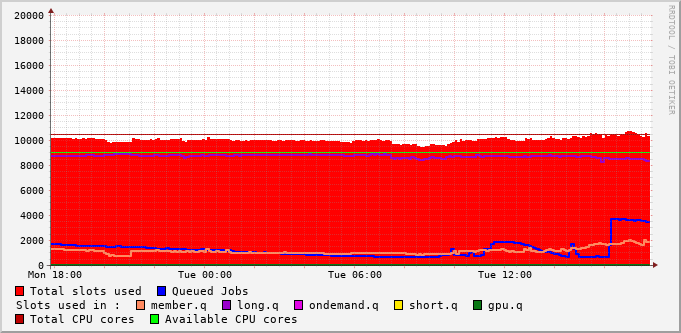 RRDTOOL / TOBI OETIKER
20000
18000
16000
14000
12000
10000
8000
6000
4000
2000
0
Mon 18:00 Tue 00:00 Tue 06:00 Tue 12:00
Total slots used Queued Jobs
Slots used in : member.q long.q ondemand.q short.q gpu.q
Total CPU cores Available CPU cores